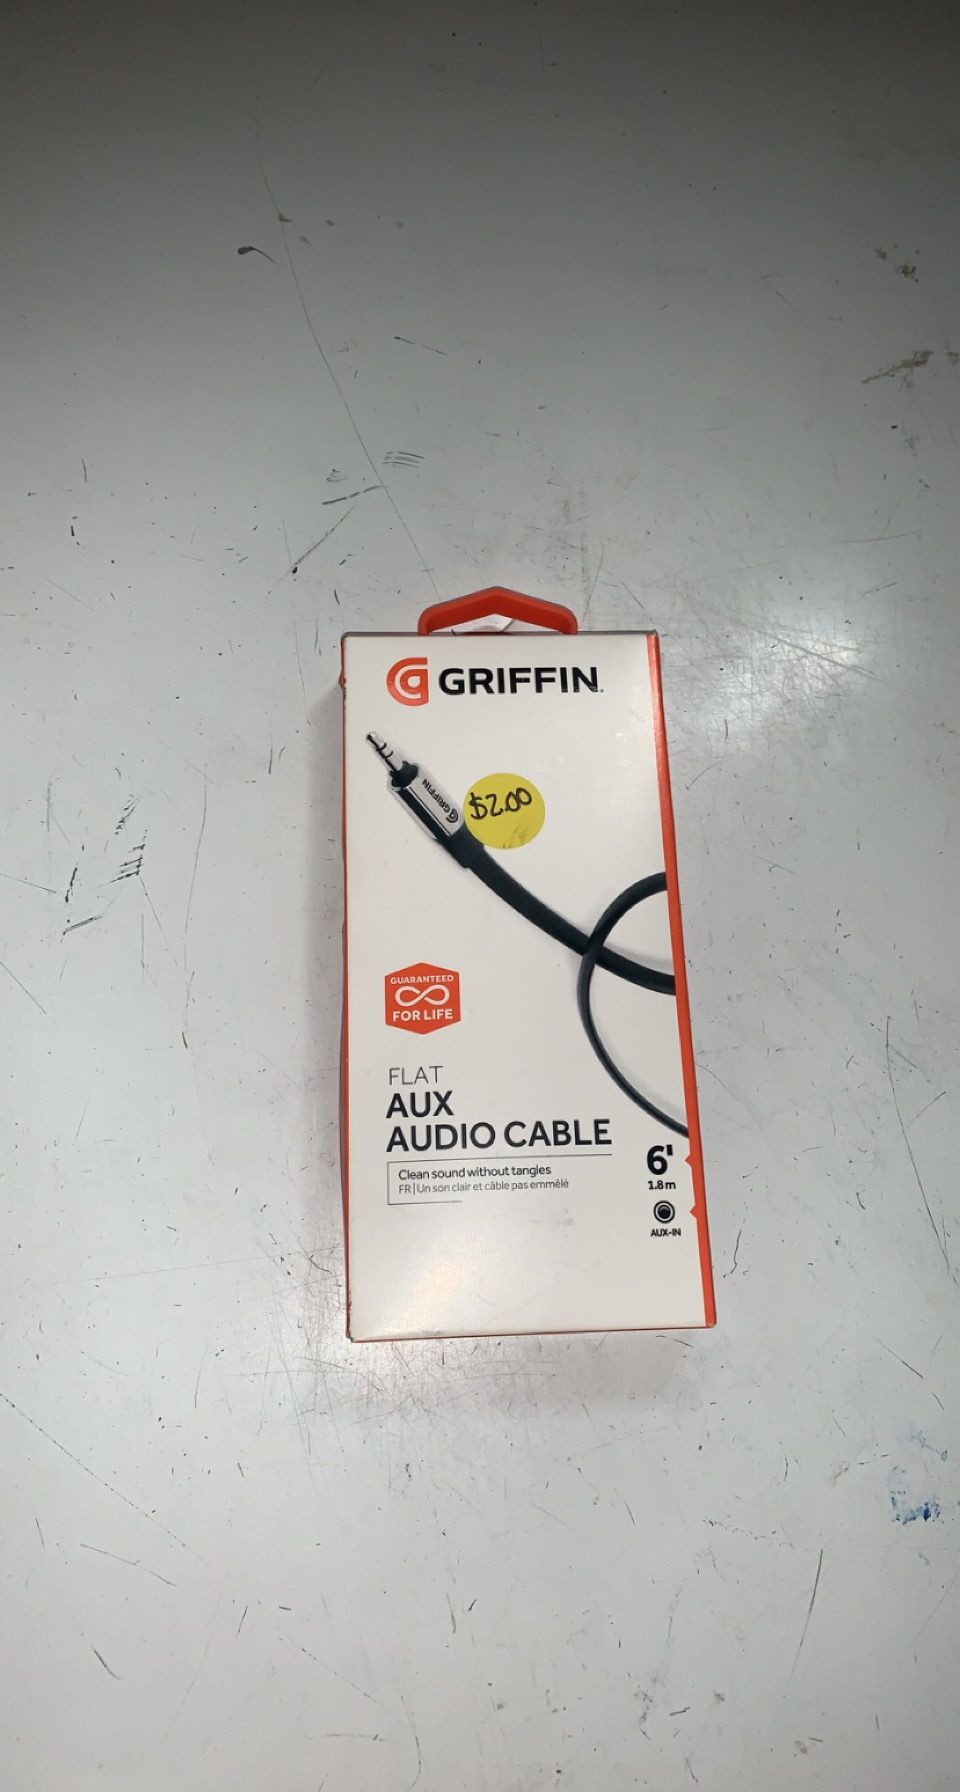 GRIFFIN
GRIFFIN
$2.00
GUARANTEED
FOR LIFE
FLAT
AUX
AUDIO CABLE
Clean sound without tangles
FR | Un son clair et câble pas emmêlé
6'
1.8 m
AUX-IN